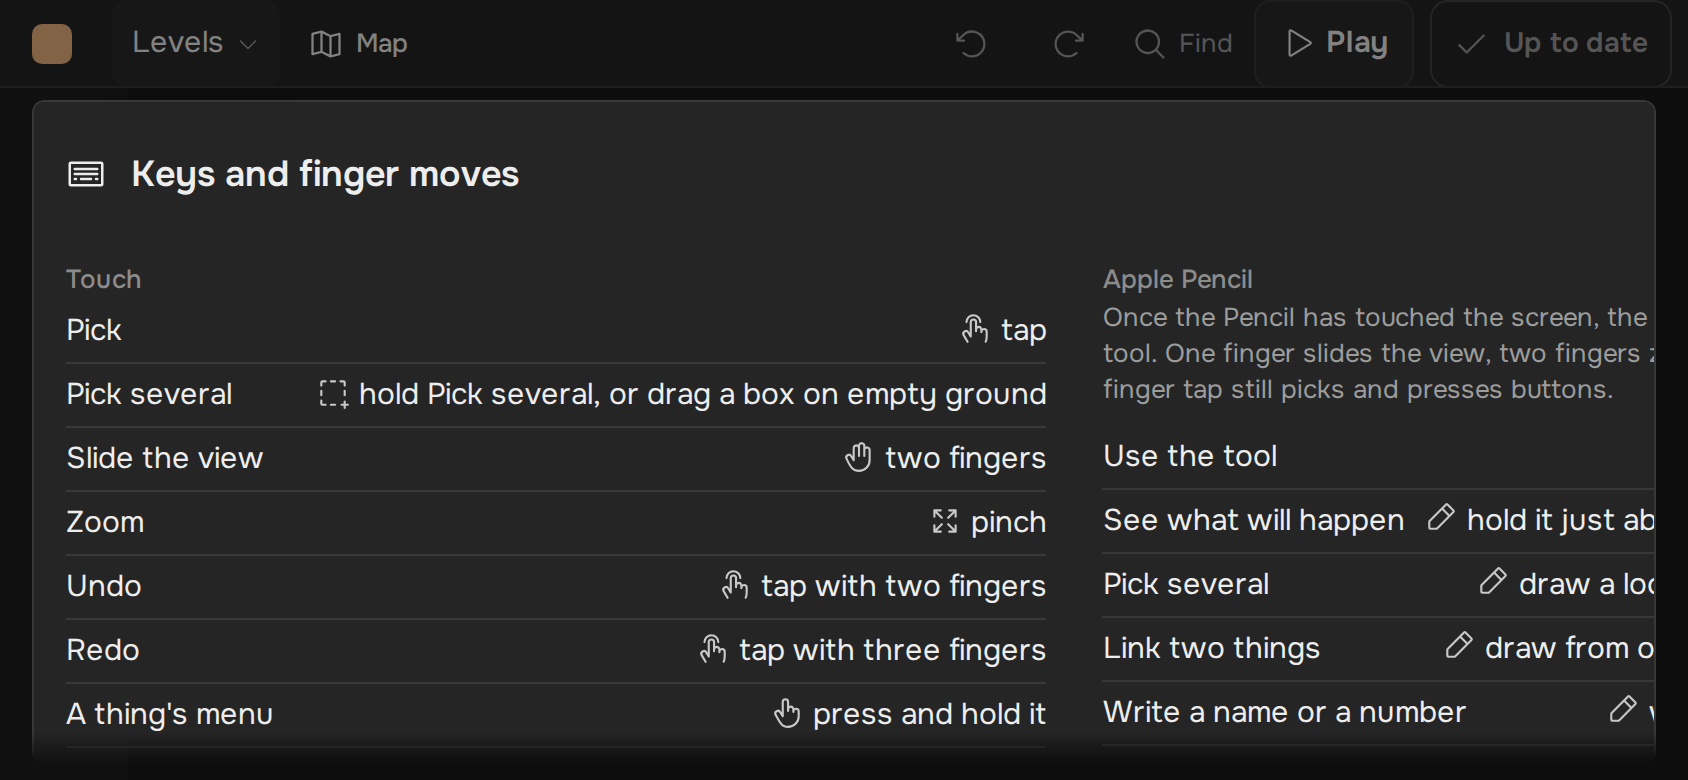 Levels
Map
Find
Play
Up to date
Keys and finger moves
Touch
Pick
tap
Pick several
hold Pick several, or drag a box on empty ground
Slide the view
two fingers
Zoom
pinch
Undo
tap with two fingers
Redo
tap with three fingers
A thing's menu
press and hold it
Apple Pencil
Once the Pencil has touched the screen, the
tool. One finger slides the view, two fingers
finger tap still picks and presses buttons.
Use the tool
See what will happen
hold it just
Pick several
draw a
Link two things
draw from
Write a name or a number